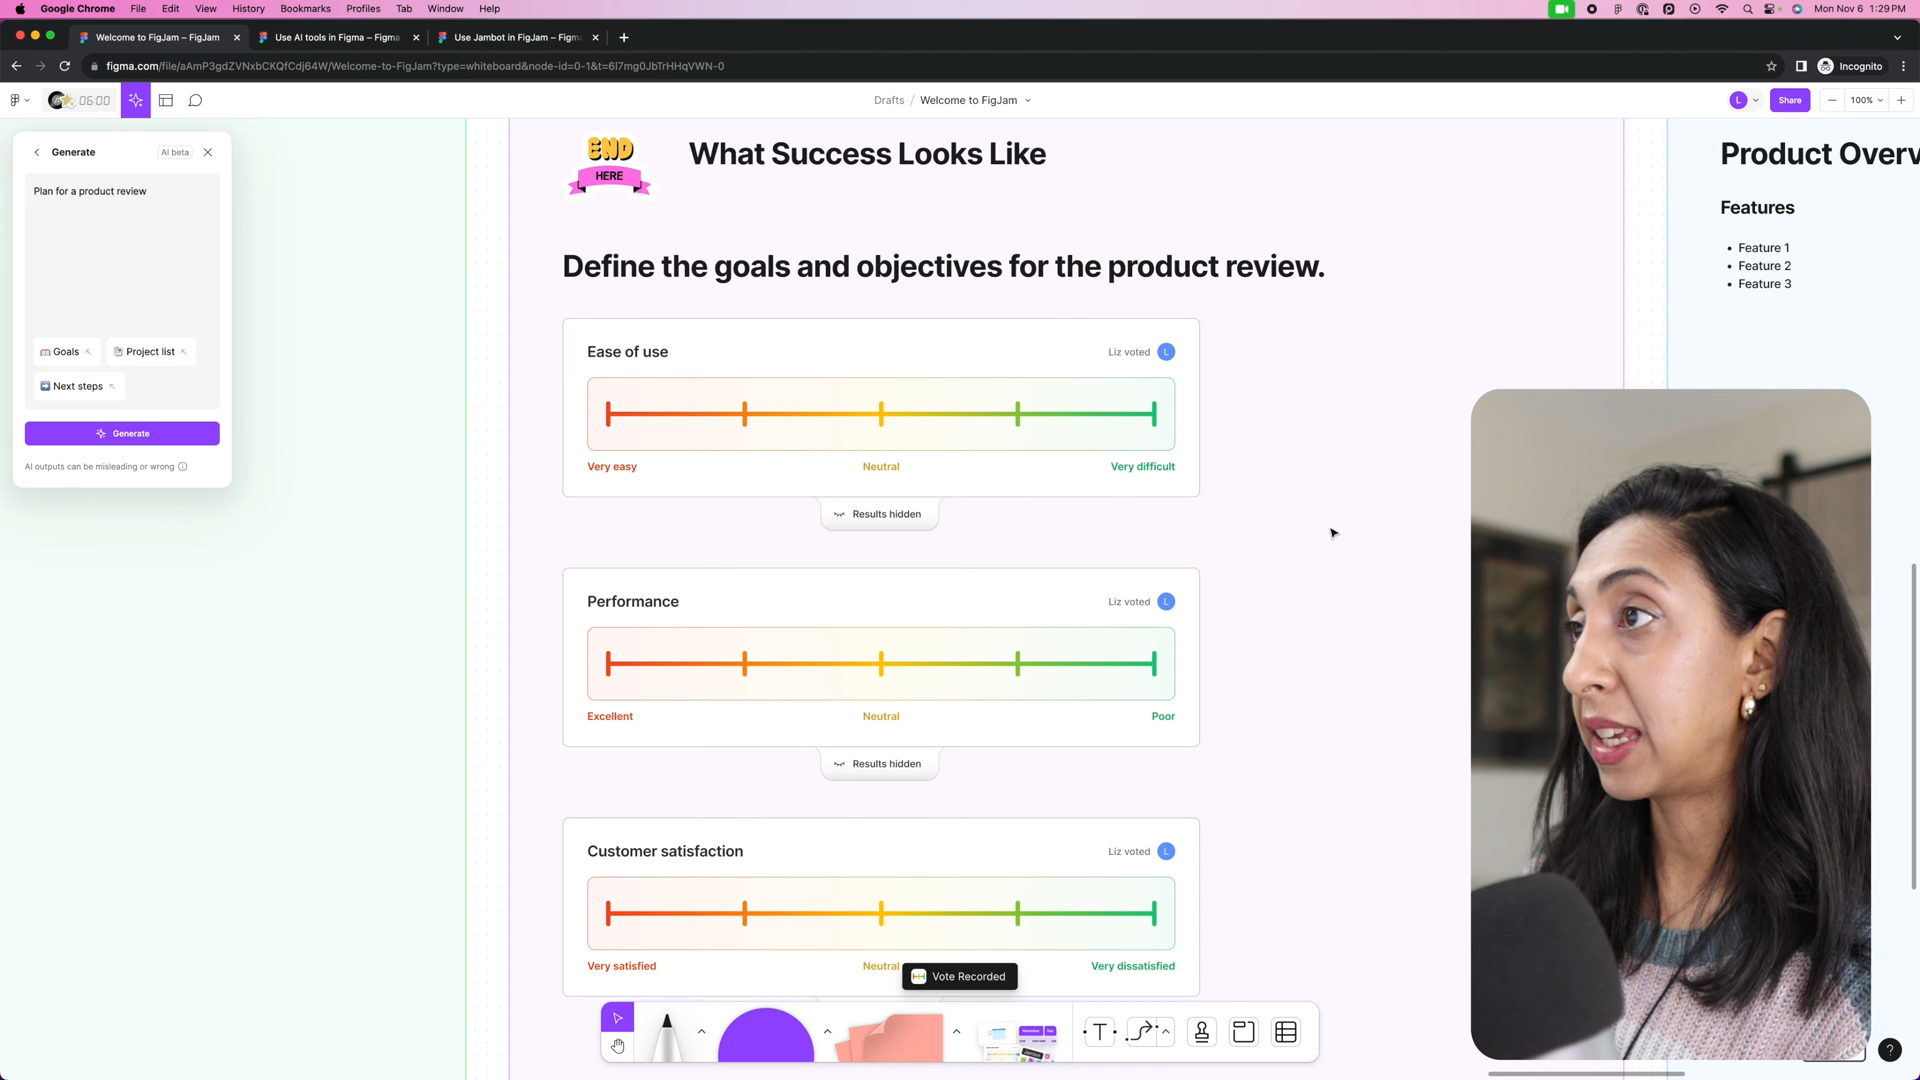 Google Chrome File Edit View History Bookmarks Profiles Tab Window Help Mon Nov 6 1:29 PM
Welcome to FigJam – FigJam Use AI tools in Figma – Figma Use Jambot in FigJam – Figm
figma.com/file/aAmP3gdZVNxbCKQfCdj64W/Welcome-to-FigJam?type=whiteboard&node-id=0-1&t=6I7mg0JbTrHHqVWN-0 Incognito
06:00 Drafts / Welcome to FigJam L Share 100%
Generate AI beta
Plan for a product review
Goals Project list
Next steps
Generate
AI outputs can be misleading or wrong
END
HERE
What Success Looks Like
Define the goals and objectives for the product review.
Ease of use Liz voted L
Very easy Neutral Very difficult
Results hidden
Performance Liz voted L
Excellent Neutral Poor
Results hidden
Customer satisfaction Liz voted L
Very satisfied Neutral Very dissatisfied
Vote Recorded
T
Product Overv
Features
• Feature 1
• Feature 2
• Feature 3
?